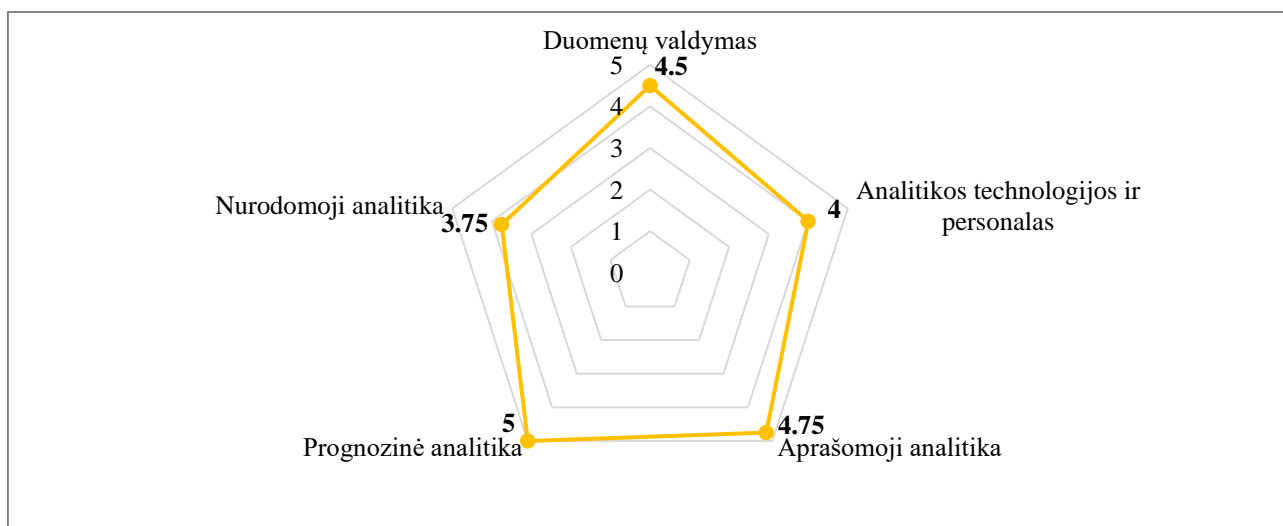 Duomenų valdymas
5
4.5
4
3
2
1
0
Analitikos technologijos ir
personalas
4
Nurodomoji analitika
3.75
Prognozinė analitika
5
Aprašomoji analitika
4.75